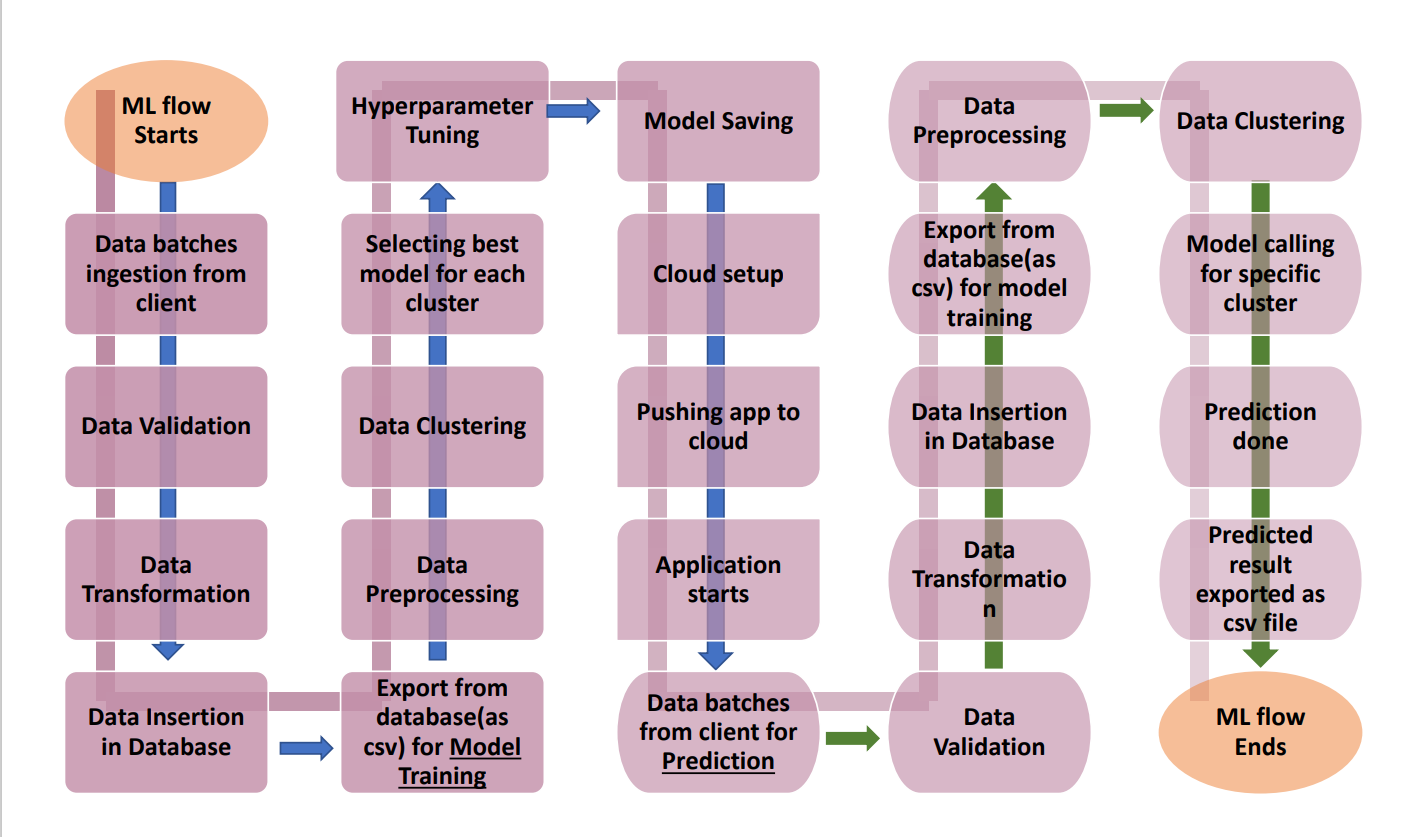 ML flow
Starts
Data batches
ingestion from
client
Data Validation
Data
Transformation
Data Insertion
in Database
Export from
database(as
csv) for Model
Training
Data
Preprocessing
Data Clustering
Selecting best
model for each
cluster
Hyperparameter
Tuning
Model Saving
Cloud setup
Pushing app to
cloud
Application
starts
Data batches
from client for
Prediction
Data
Validation
Data
Transformatio
n
Data Insertion
in Database
Export from
database(as
csv) for model
training
Data
Preprocessing
Data Clustering
Model calling
for specific
cluster
Prediction
done
Predicted
result
exported as
csv file
ML flow
Ends